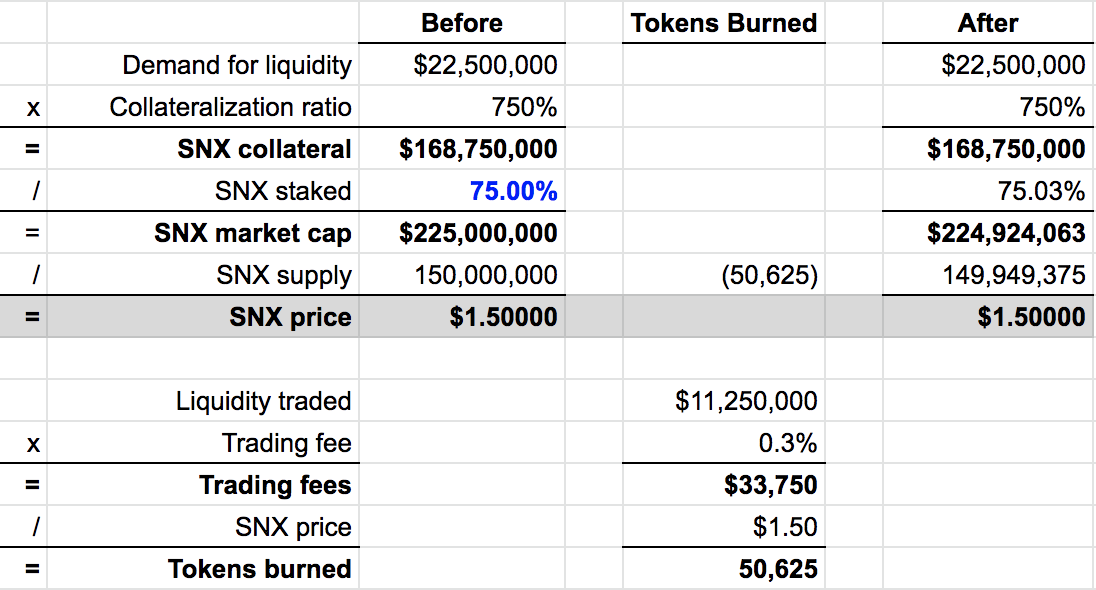 Before Tokens Burned After
Demand for liquidity $22,500,000 $22,500,000
x Collateralization ratio 750% 750%
= SNX collateral $168,750,000 $168,750,000
/ SNX staked 75.00% 75.03%
= SNX market cap $225,000,000 $224,924,063
/ SNX supply 150,000,000 (50,625) 149,949,375
= SNX price $1.50000 $1.50000
Liquidity traded $11,250,000
x Trading fee 0.3%
= Trading fees $33,750
/ SNX price $1.50
= Tokens burned 50,625